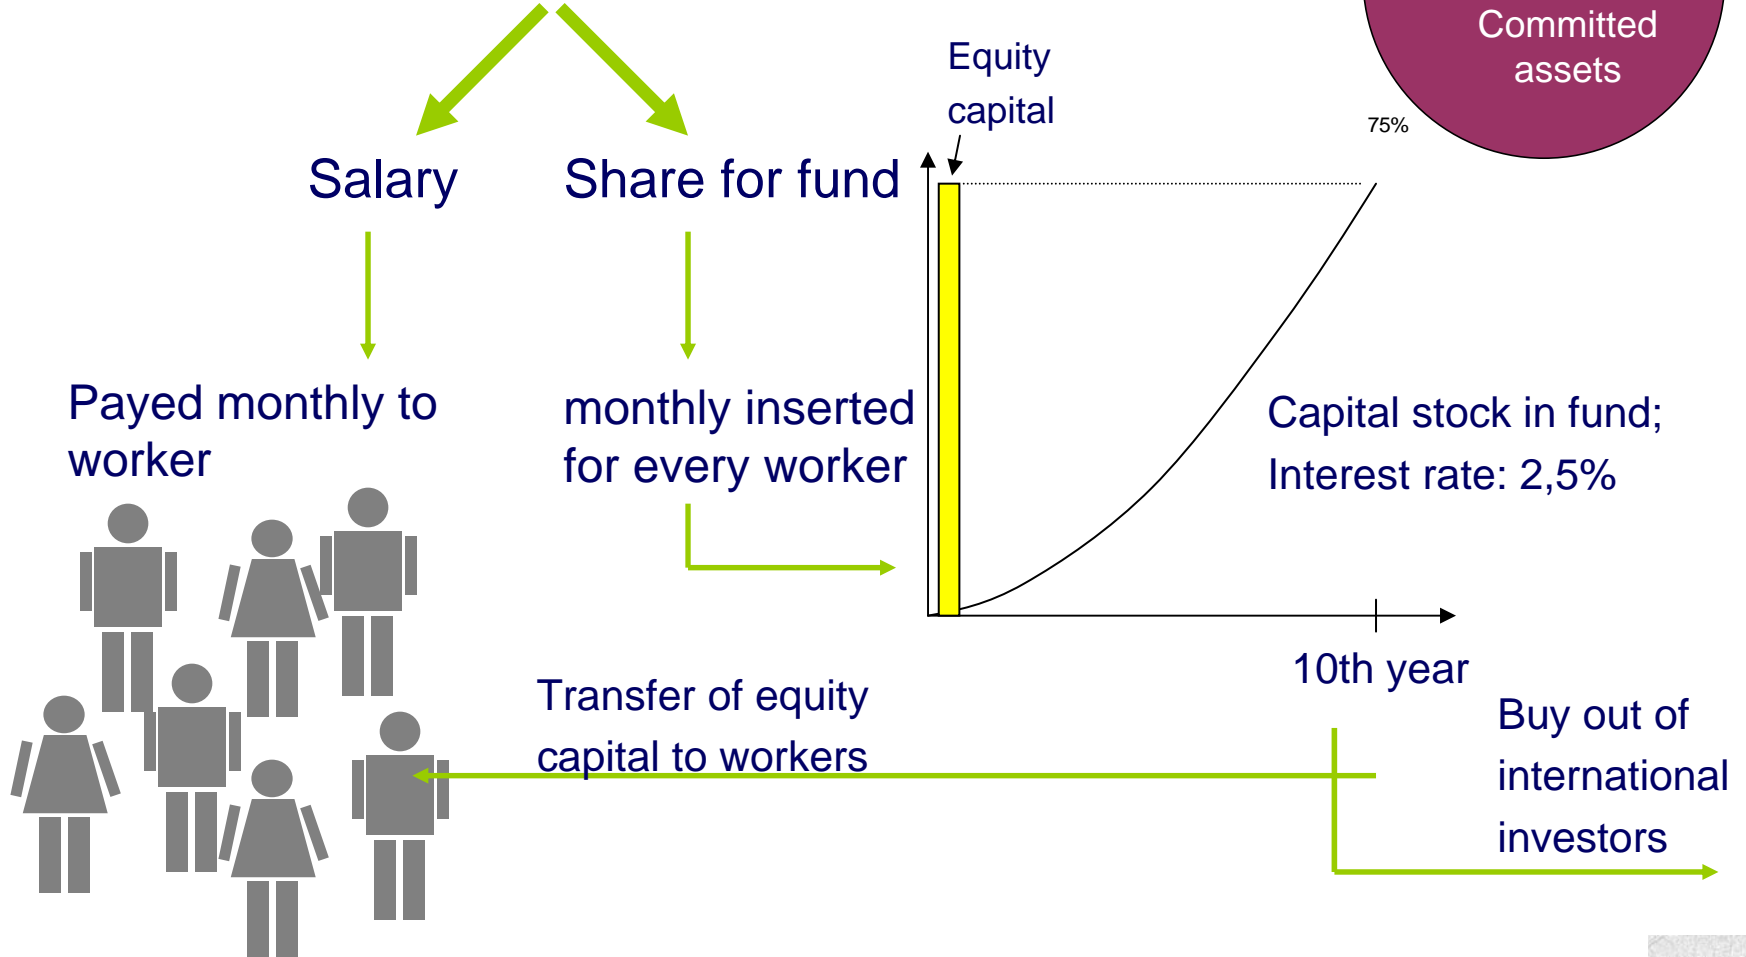 Committed
assets
Equity
capital
75%
Salary
Share for fund
Payed monthly to
worker
monthly inserted
for every worker
Capital stock in fund;
Interest rate: 2,5%
10th year
Transfer of equity
capital to workers
Buy out of
international
investors